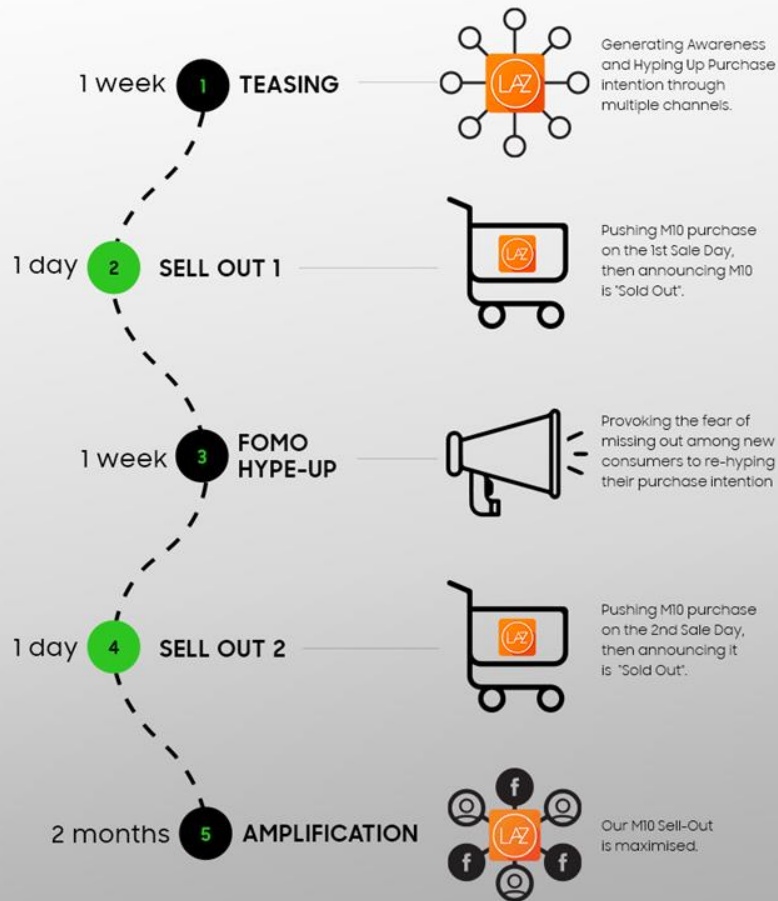 1 week
1
TEASING
LAZ
Generating Awareness
and Hyping Up Purchase
intention through
multiple channels.
1 day
2
SELL OUT 1
LAZ
Pushing M10 purchase
on the 1st Sale Day,
then announcing M10
is "Sold Out".
1 week
3
FOMO
HYPE-UP
Provoking the fear of
missing out among new
consumers to re-hyping
their purchase intention
1 day
4
SELL OUT 2
LAZ
Pushing M10 purchase
on the 2nd Sale Day,
then announcing it
is "Sold Out".
2 months
5
AMPLIFICATION
f
LAZ
f
f
Our M10 Sell-Out
is maximised.